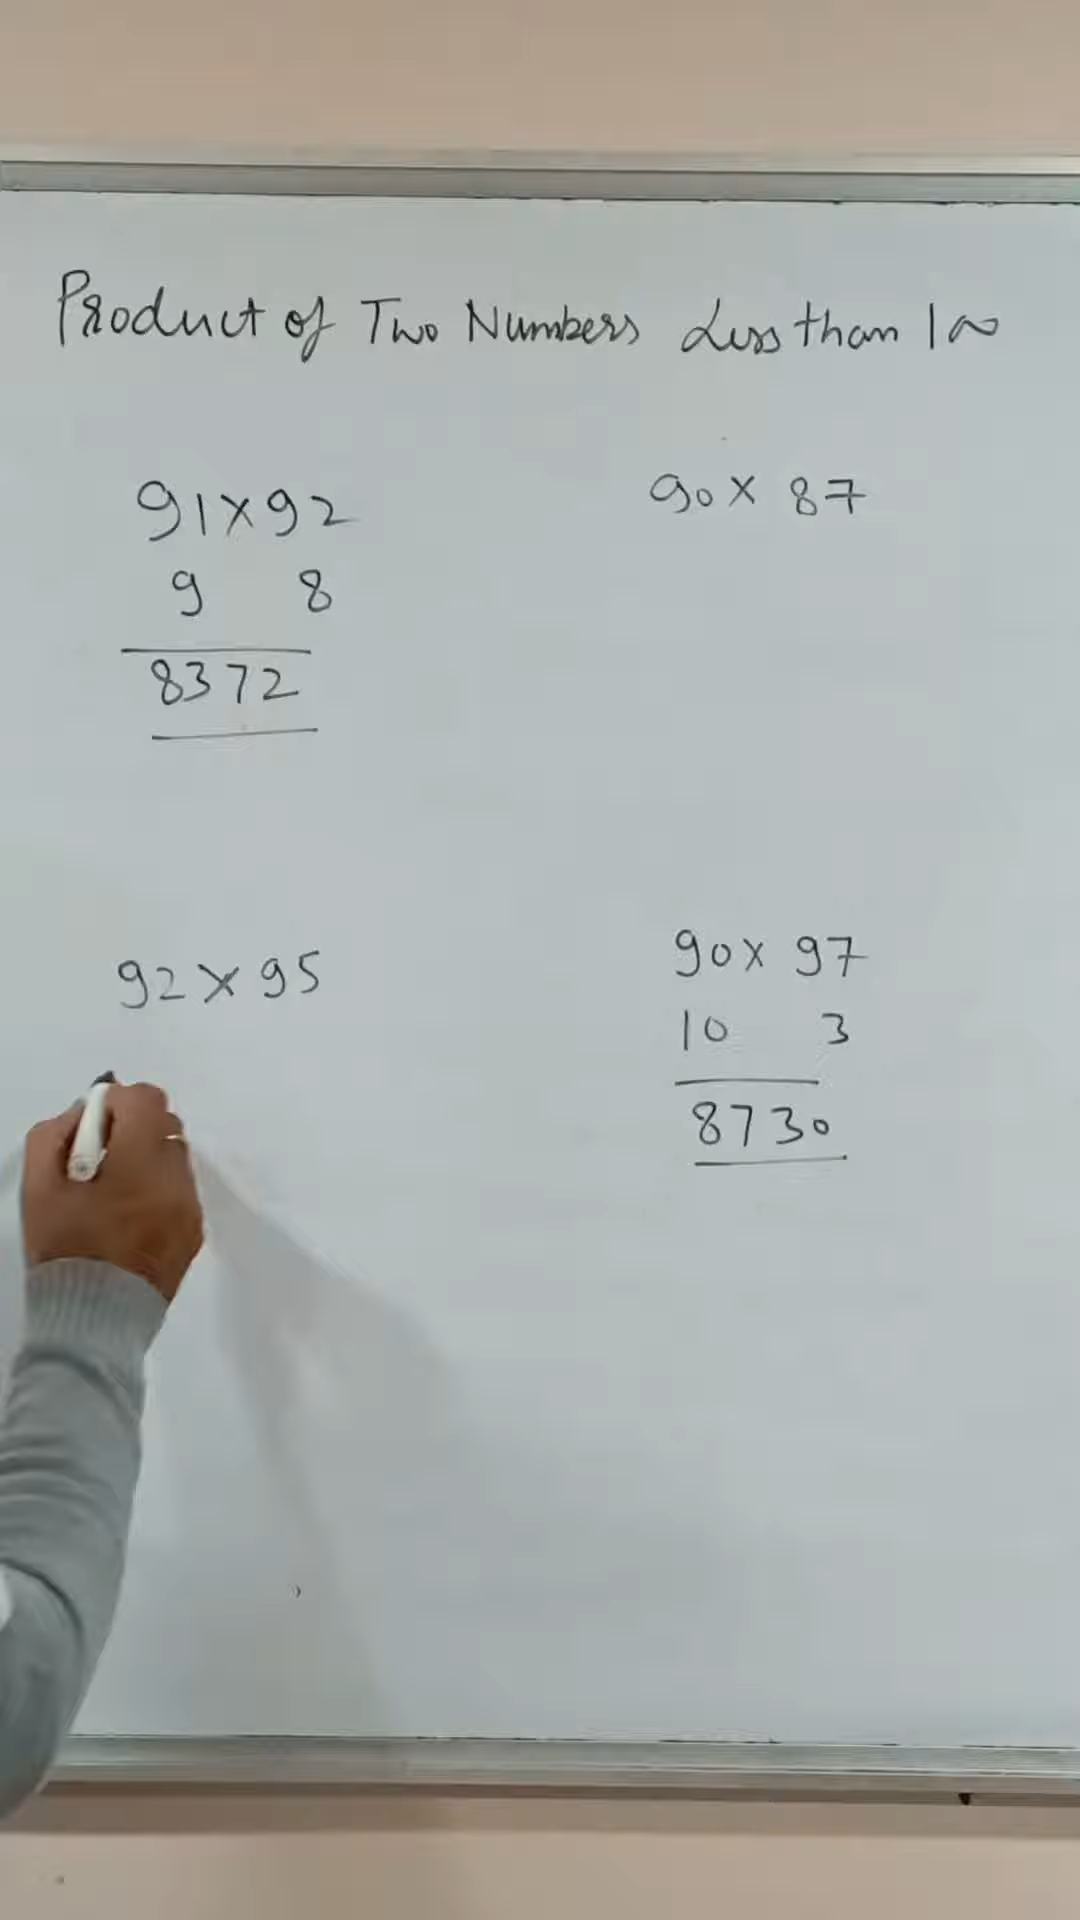 Product of Two Numbers Less than 100
91 x 92
9 8
8372
90 x 87
92 x 95
90 x 97
10 3
8730